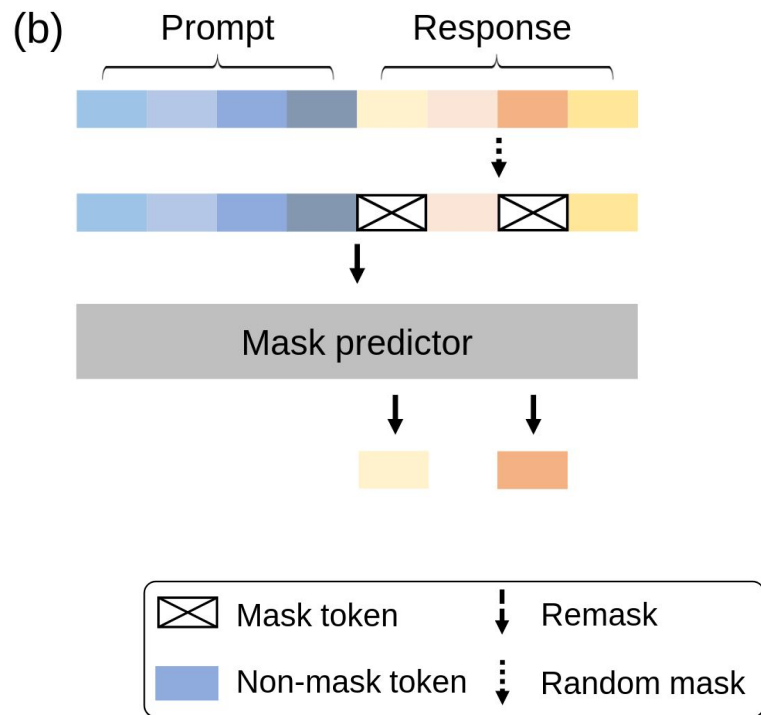 (b) Prompt Response
Mask predictor
Mask token Remask
Non-mask token Random mask